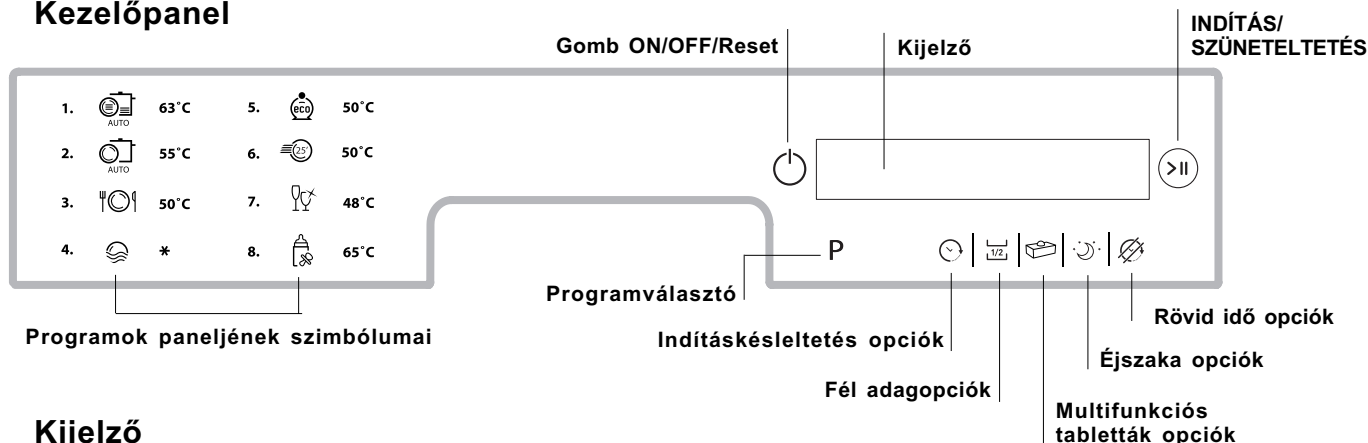 Kezelőpanel
INDÍTÁS/
SZÜNETELTETÉS
Gomb ON/OFF/Reset
Kijelző
1. AUTO 63°C
5. eco 50°C
2. AUTO 55°C
6. 25' 50°C
3. 50°C
7. 48°C
4. *
8. 65°C
P
1/2
Programválasztó
Rövid idő opciók
Programok paneljének szimbólumai
Indításkésleltetés opciók
Éjszaka opciók
Fél adagopciók
Multifunkciós
tabletták opciók
Kijelző